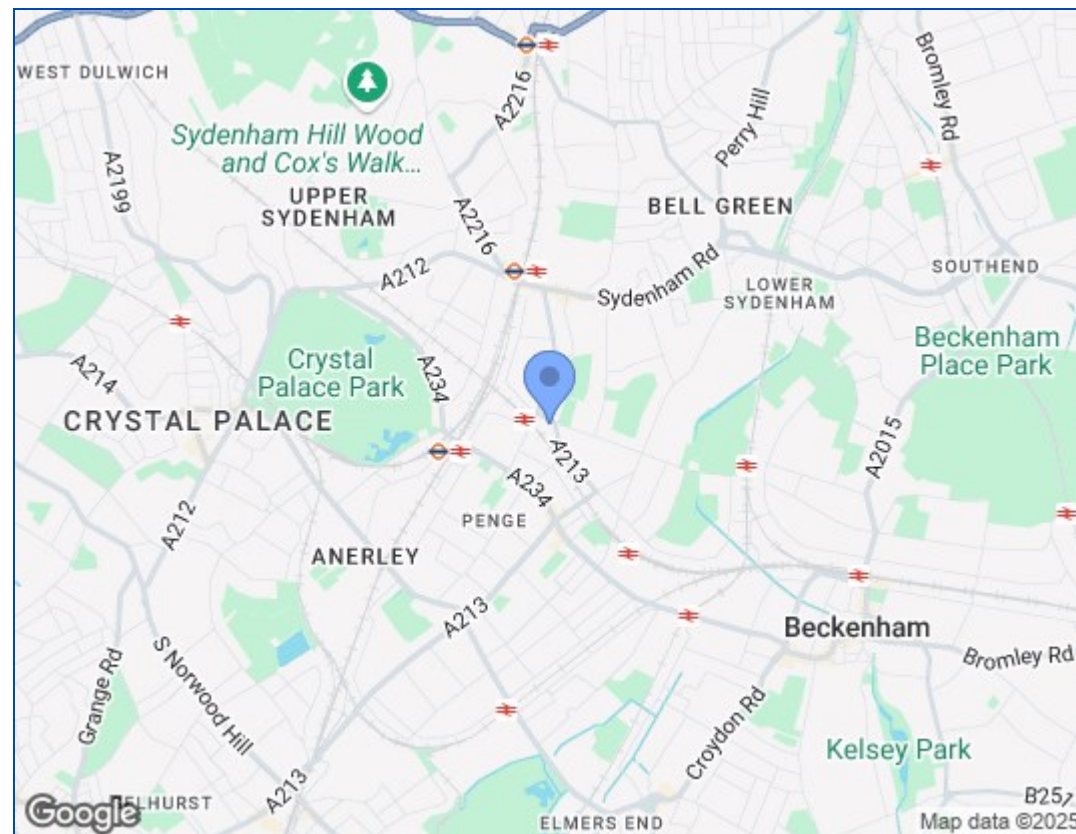 WEST DULWICH
A2216
Bromley Rd
Perry Hill
Sydenham Hill Wood
and Cox's Walk...
A2199
UPPER
SYDENHAM
A2216
BELL GREEN
A212
Sydenham Rd
LOWER
SYDENHAM
SOUTHEND
Beckenham
Place Park
Crystal
Palace Park
A234
A214
CRYSTAL PALACE
A2015
A213
A234
A212
PENGE
ANERLEY
A213
Beckenham
Bromley Rd
Grange Rd
S Norwood Hill
Croydon Rd
Kelsey Park
A213
ELHURST
Google
ELMERS END
B251
Map data ©2025